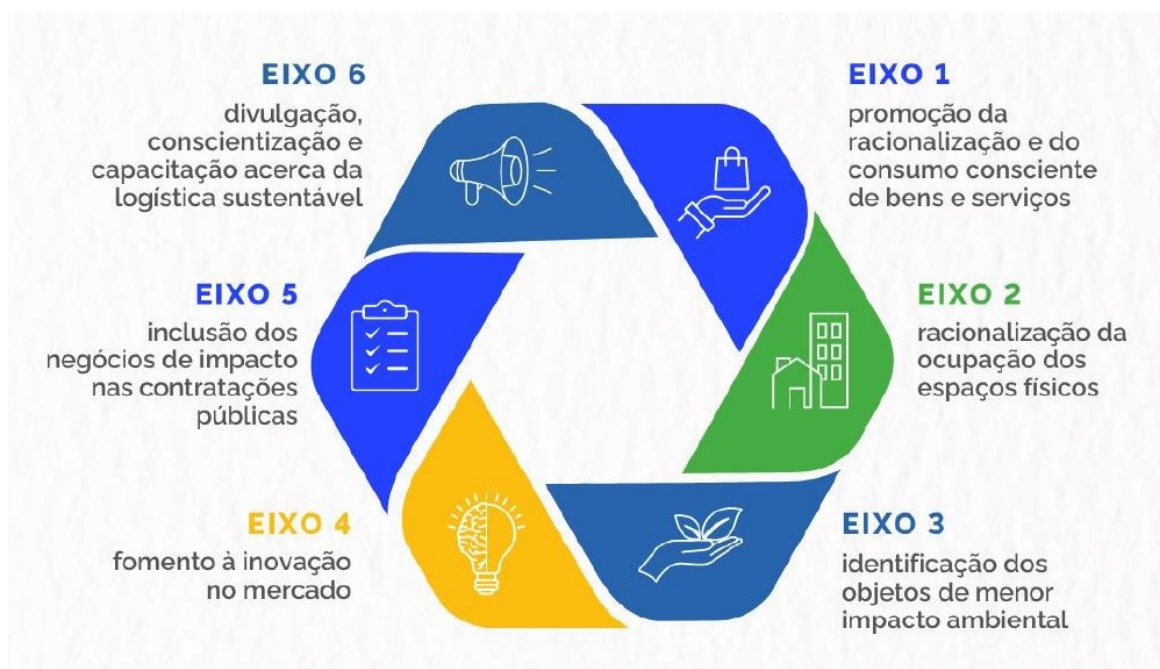 EIXO 1
promoção da
racionalização e do
consumo consciente
de bens e serviços
EIXO 2
racionalização da
ocupação dos
espaços físicos
EIXO 3
identificação dos
objetos de menor
impacto ambiental
EIXO 4
fomento à inovação
no mercado
EIXO 5
inclusão dos
negócios de impacto
nas contratações
públicas
EIXO 6
divulgação,
conscientização e
capacitação acerca da
logística sustentável